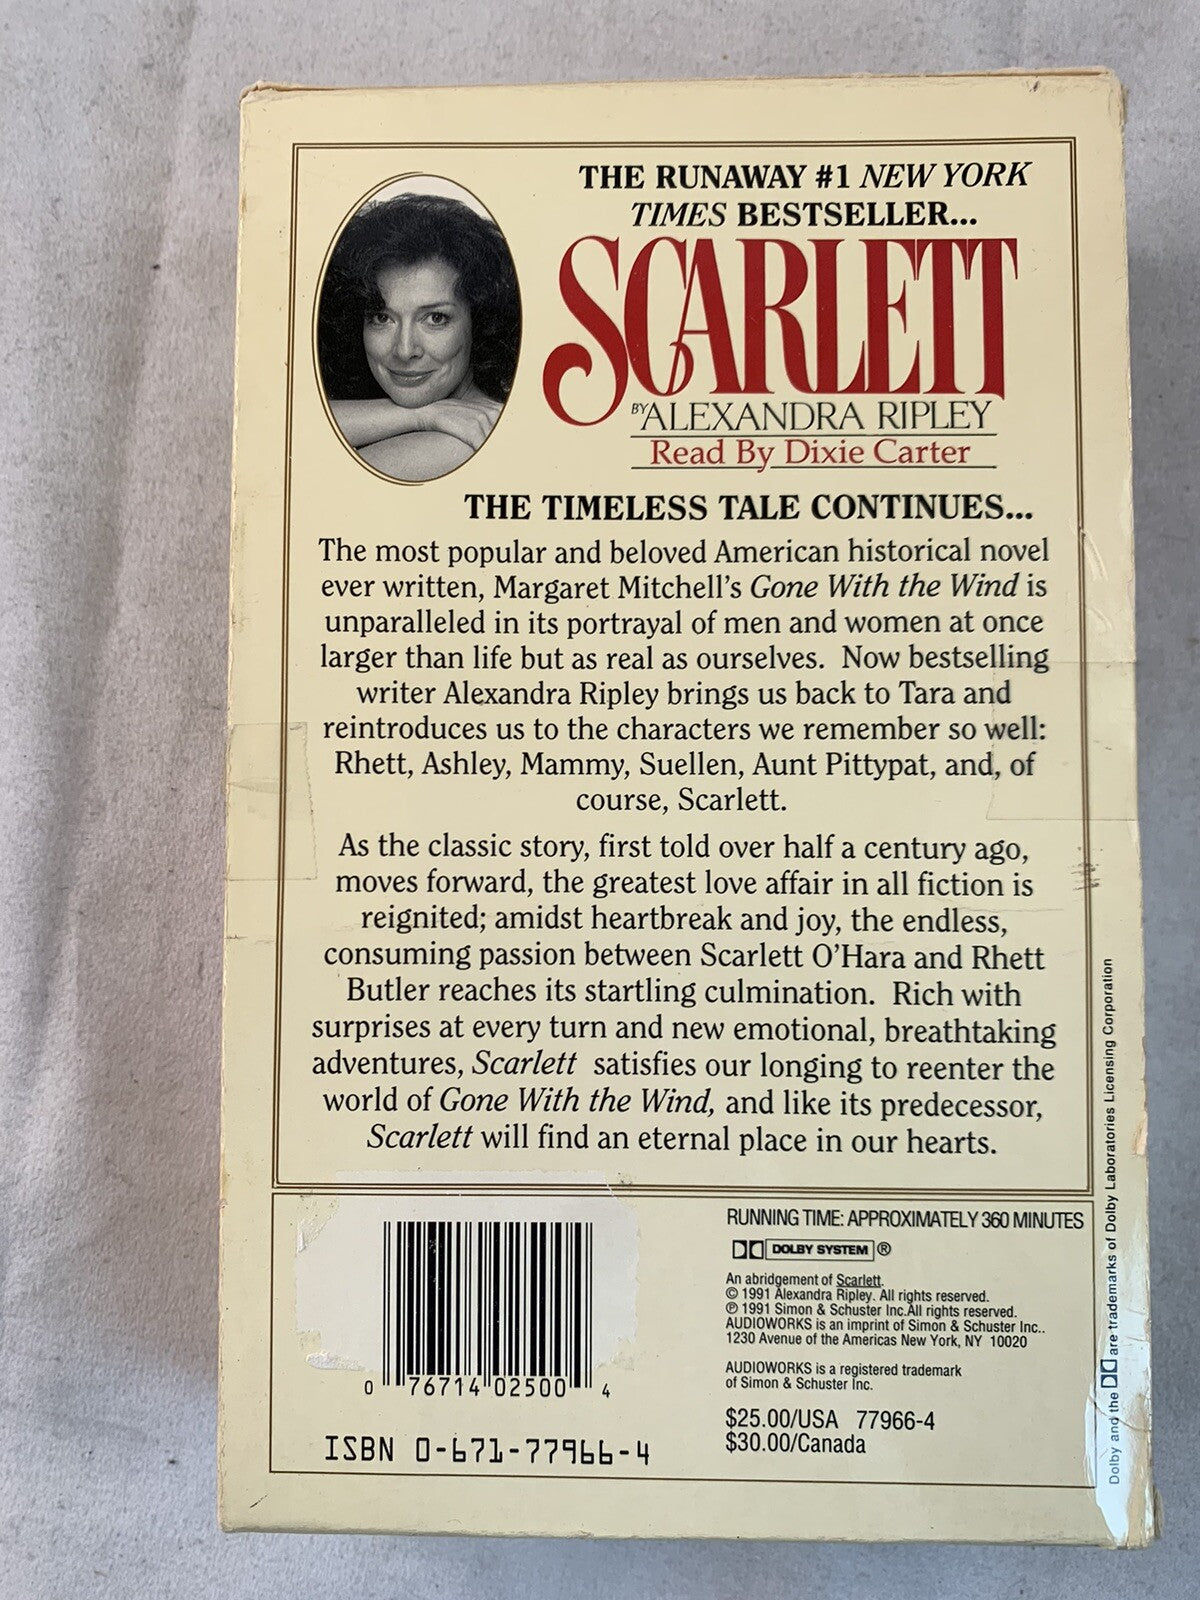 THE RUNAWAY #1 NEW YORK
TIMES BESTSELLER...
SCARLETT
BY ALEXANDRA RIPLEY
Read By Dixie Carter
THE TIMELESS TALE CONTINUES...
The most popular and beloved American historical novel
ever written, Margaret Mitchell's Gone With the Wind is
unparalleled in its portrayal of men and women at once
larger than life but as real as ourselves. Now bestselling
writer Alexandra Ripley brings us back to Tara and
reintroduces us to the characters we remember so well:
Rhett, Ashley, Mammy, Suellen, Aunt Pittypat, and, of
course, Scarlett.
As the classic story, first told over half a century ago,
moves forward, the greatest love affair in all fiction is
reignited; amidst heartbreak and joy, the endless,
consuming passion between Scarlett O'Hara and Rhett
Butler reaches its startling culmination. Rich with
surprises at every turn and new emotional, breathtaking
adventures, Scarlett satisfies our longing to reenter the
world of Gone With the Wind, and like its predecessor,
Scarlett will find an eternal place in our hearts.
0 76714 02500 4
ISBN 0-671-77966-4
RUNNING TIME: APPROXIMATELY 360 MINUTES
DOLBY SYSTEM ®
An abridgement of Scarlett.
© 1991 Alexandra Ripley. All rights reserved.
℗ 1991 Simon & Schuster Inc.All rights reserved.
AUDIOWORKS is an imprint of Simon & Schuster Inc..
1230 Avenue of the Americas New York, NY 10020
AUDIOWORKS is a registered trademark
of Simon & Schuster Inc.
$25.00/USA 77966-4
$30.00/Canada
Dolby and the DD are trademarks of Dolby Laboratories Licensing Corporation